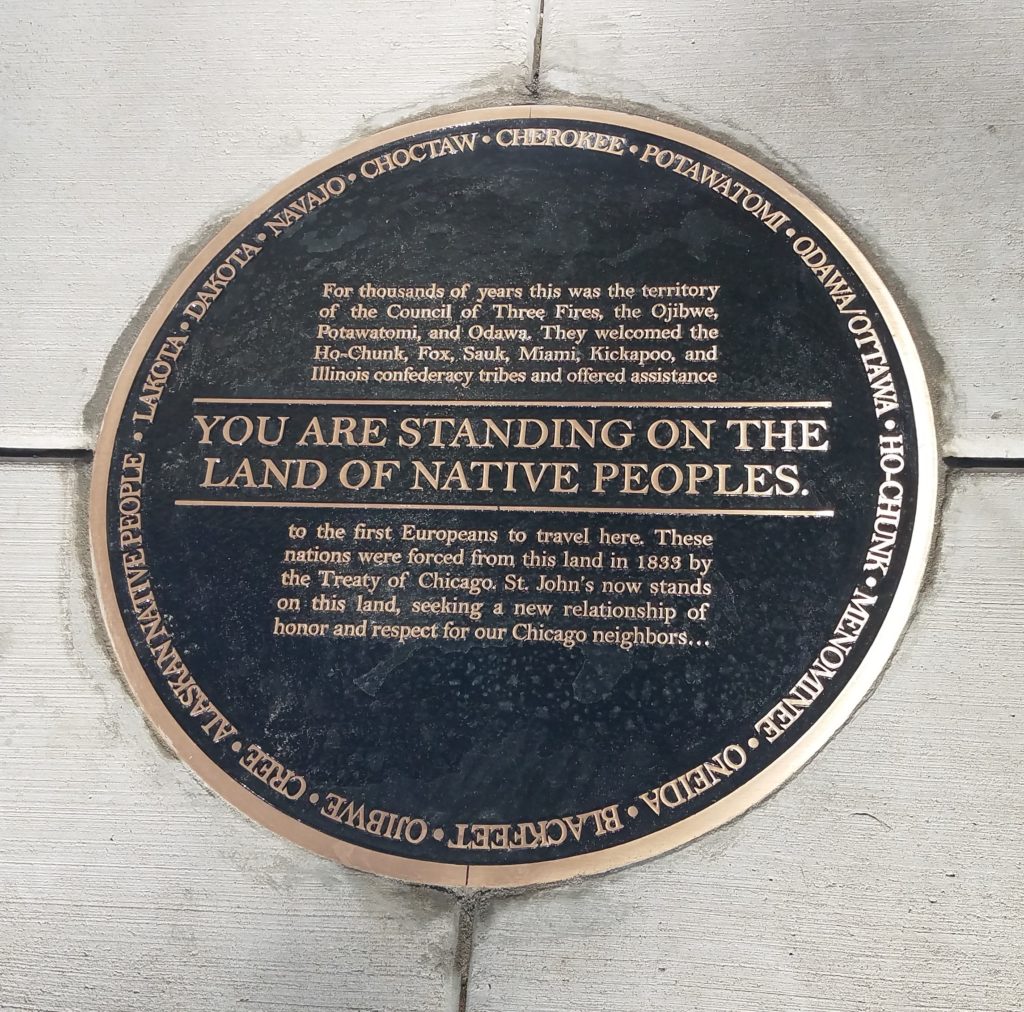 CHEROKEE • POTAWATOMI • ODAWA/OTTAWA • HO-CHUNK • MENOMINEE • ONEIDA • BLACKFEET • OJIBWE • CREE • ALASKAN NATIVE PEOPLE • LAKOTA • DAKOTA • NAVAJO • CHOCTAW •
For thousands of years this was the territory
of the Council of Three Fires, the Ojibwe,
Potawatomi, and Odawa. They welcomed the
Ho-Chunk, Fox, Sauk, Miami, Kickapoo, and
Illinois confederacy tribes and offered assistance
YOU ARE STANDING ON THE
LAND OF NATIVE PEOPLES.
to the first Europeans to travel here. These
nations were forced from this land in 1833 by
the Treaty of Chicago. St. John's now stands
on this land, seeking a new relationship of
honor and respect for our Chicago neighbors...